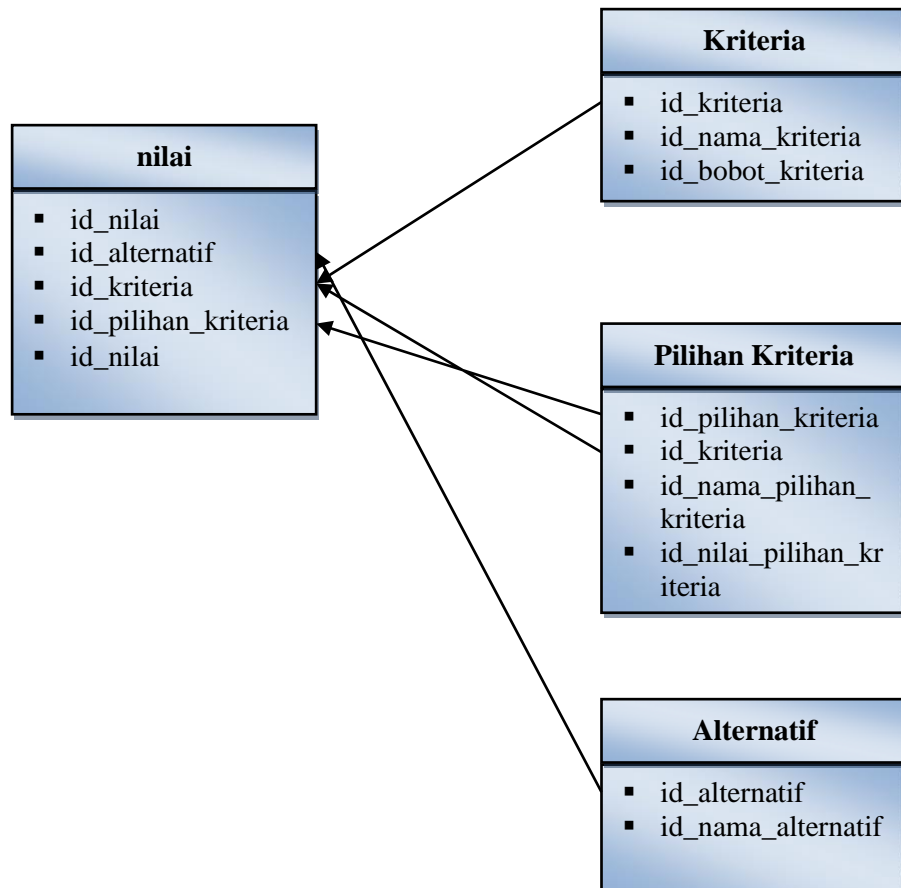 nilai
id_nilai
id_alternatif
id_kriteria
id_pilihan_kriteria
id_nilai
Kriteria
id_kriteria
id_nama_kriteria
id_bobot_kriteria
Pilihan Kriteria
id_pilihan_kriteria
id_kriteria
id_nama_pilihan_
kriteria
id_nilai_pilihan_kr
iteria
Alternatif
id_alternatif
id_nama_alternatif